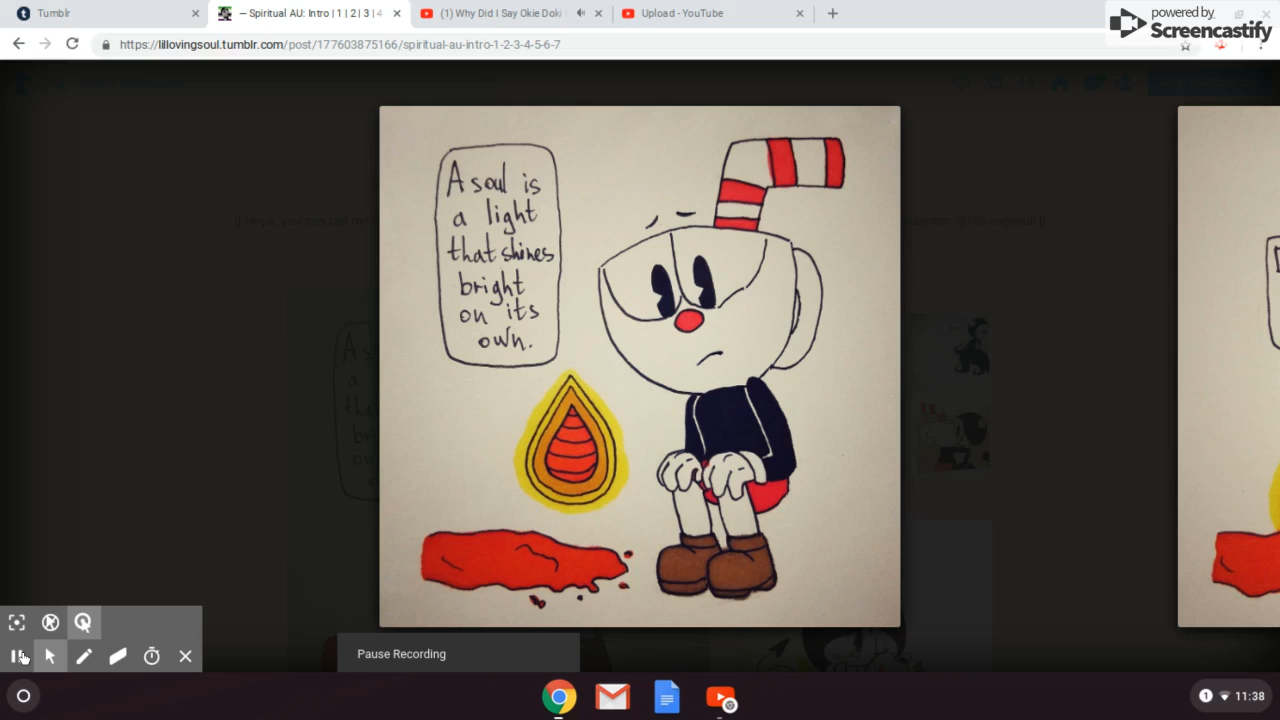 Tumblr
— Spiritual AU: Intro | 1 | 2 | 3 | 4
(1) Why Did I Say Okie Doki
Upload - YouTube
powered by
Screencastify
https://lillovingsoul.tumblr.com/post/177603875166/spiritual-au-intro-1-2-3-4-5-6-7
A soul is
a light
that shines
bright
on its
own.
Pause Recording
1
11:38